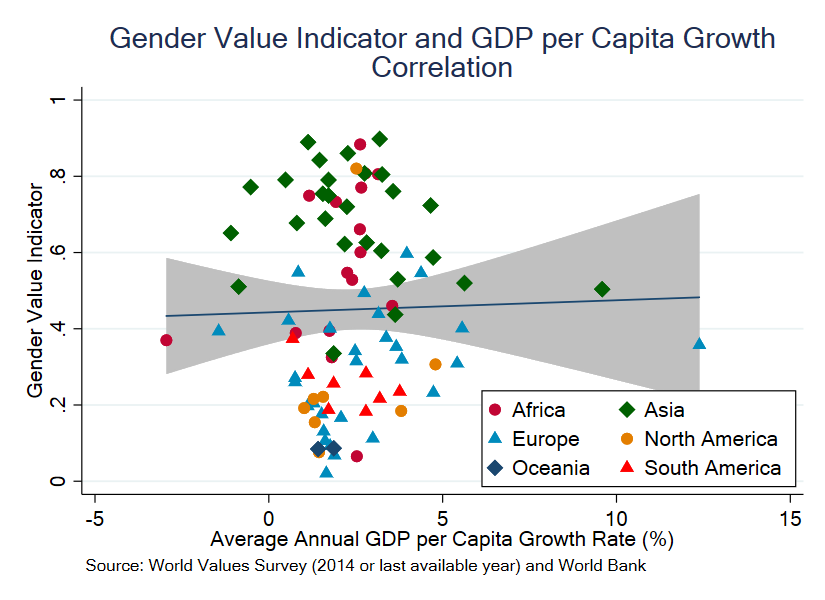 Gender Value Indicator and GDP per Capita Growth
Correlation
Gender Value Indicator
1
.8
.6
.4
.2
0
-5
0
5
10
15
Africa
Asia
Europe
North America
Oceania
South America
Average Annual GDP per Capita Growth Rate (%)
Source: World Values Survey (2014 or last available year) and World Bank